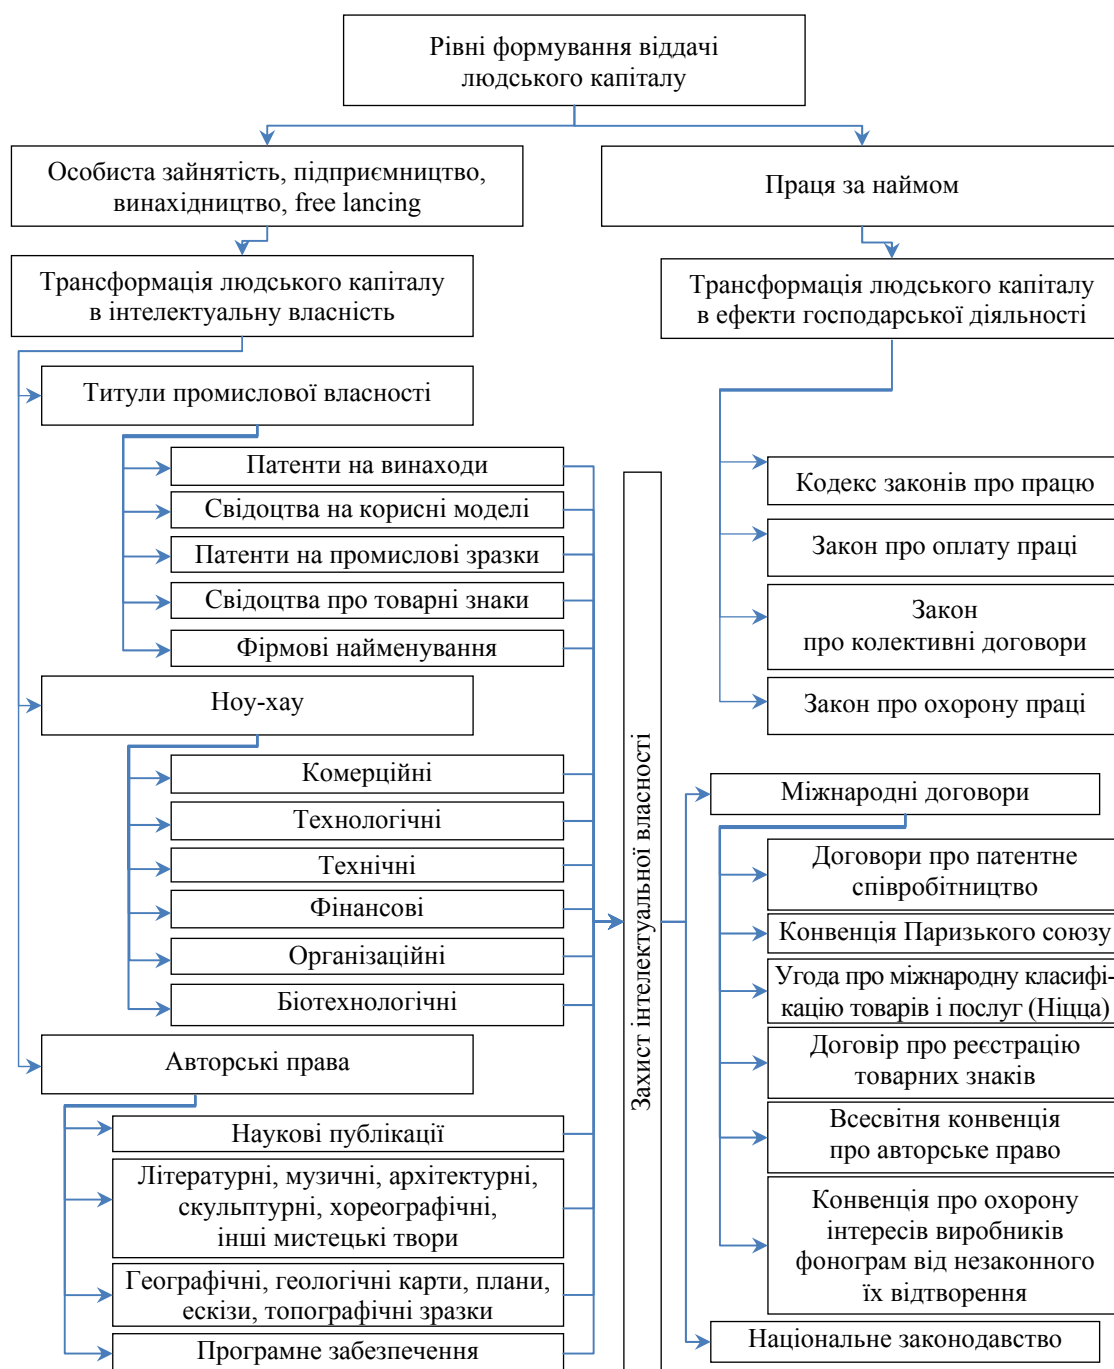 Рівні формування віддачі
людського капіталу
Особиста зайнятість, підприємництво,
винахідництво, free lancing
Праця за наймом
Трансформація людського капіталу
в інтелектуальну власність
Трансформація людського капіталу
в ефекти господарської діяльності
Титули промислової власності
Патенти на винаходи
Свідоцтва на корисні моделі
Патенти на промислові зразки
Свідоцтва про товарні знаки
Фірмові найменування
Ноу-хау
Комерційні
Технологічні
Технічні
Фінансові
Організаційні
Біотехнологічні
Авторські права
Наукові публікації
Літературні, музичні, архітектурні,
скульптурні, хореографічні,
інші мистецькі твори
Географічні, геологічні карти, плани,
ескізи, топографічні зразки
Програмне забезпечення
Захист інтелектуальної власності
Кодекс законів про працю
Закон про оплату праці
Закон
про колективні договори
Закон про охорону праці
Міжнародні договори
Договори про патентне
співробітництво
Конвенція Паризького союзу
Угода про міжнародну класифі-
кацію товарів і послуг (Ніцца)
Договір про реєстрацію
товарних знаків
Всесвітня конвенція
про авторське право
Конвенція про охорону
інтересів виробників
фонограм від незаконного
їх відтворення
Національне законодавство